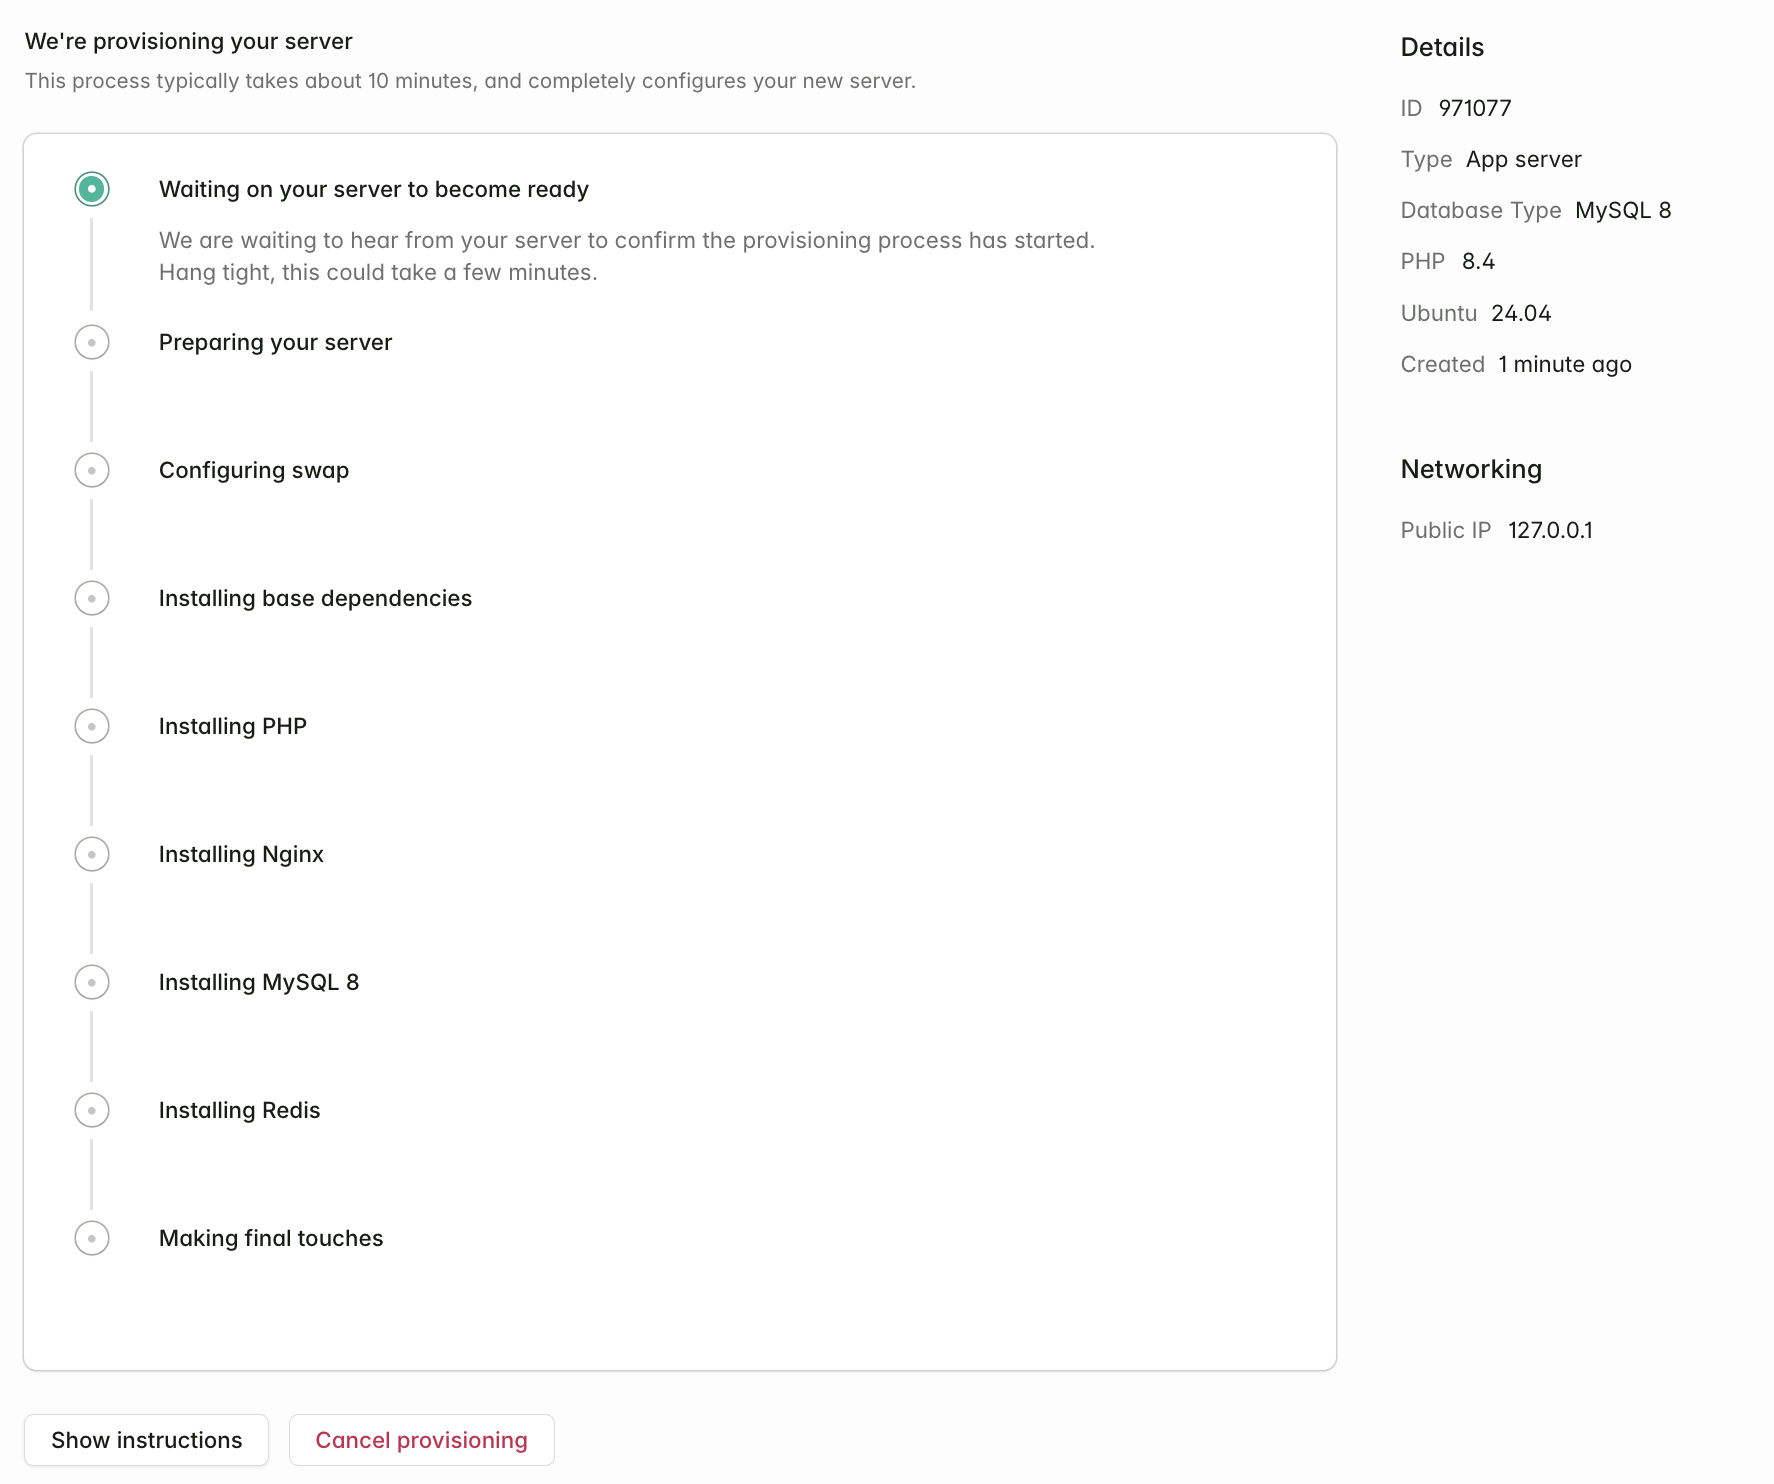 We're provisioning your server
This process typically takes about 10 minutes, and completely configures your new server.
Waiting on your server to become ready
We are waiting to hear from your server to confirm the provisioning process has started.
Hang tight, this could take a few minutes.
Preparing your server
Configuring swap
Installing base dependencies
Installing PHP
Installing Nginx
Installing MySQL 8
Installing Redis
Making final touches
Show instructions
Cancel provisioning
Details
ID 971077
Type App server
Database Type MySQL 8
PHP 8.4
Ubuntu 24.04
Created 1 minute ago
Networking
Public IP 127.0.0.1